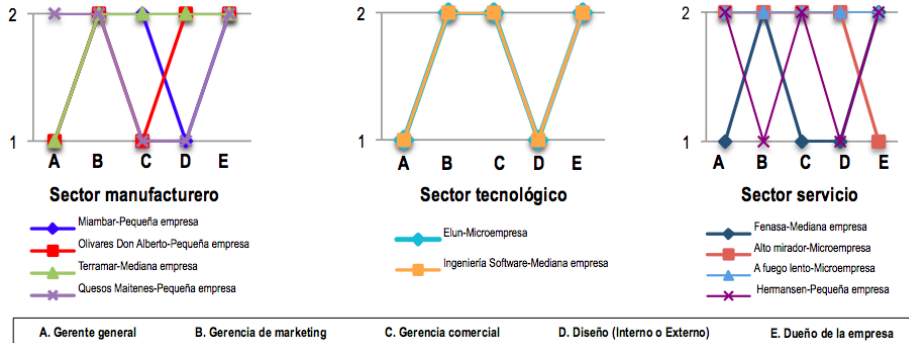 2
1
A B C D E
Sector manufacturero
Miambar-Pequeña empresa
Olivares Don Alberto-Pequeña empresa
Terramar-Mediana empresa
Quesos Maitenes-Pequeña empresa
2
1
A B C D E
Sector tecnológico
Elun-Microempresa
Ingeniería Software-Mediana empresa
2
1
A B C D E
Sector servicio
Fenasa-Mediana empresa
Alto mirador-Microempresa
A fuego lento-Microempresa
Hermansen-Pequeña empresa
A. Gerente general B. Gerencia de marketing C. Gerencia comercial D. Diseño (Interno o Externo) E. Dueño de la empresa